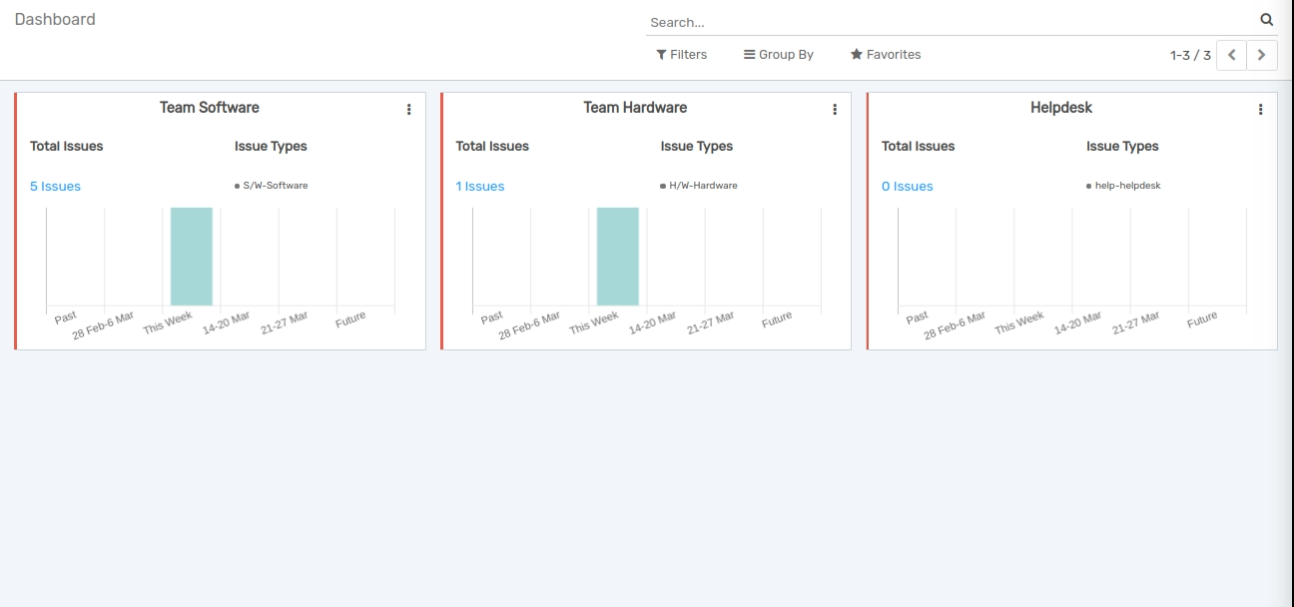 Dashboard
Search...
Filters Group By Favorites 1-3 / 3
Team Software
Total Issues Issue Types
5 Issues S/W-Software
Past 28 Feb-6 Mar This Week 14-20 Mar 21-27 Mar Future
Team Hardware
Total Issues Issue Types
1 Issues H/W-Hardware
Past 28 Feb-6 Mar This Week 14-20 Mar 21-27 Mar Future
Helpdesk
Total Issues Issue Types
0 Issues help-helpdesk
Past 28 Feb-6 Mar This Week 14-20 Mar 21-27 Mar Future